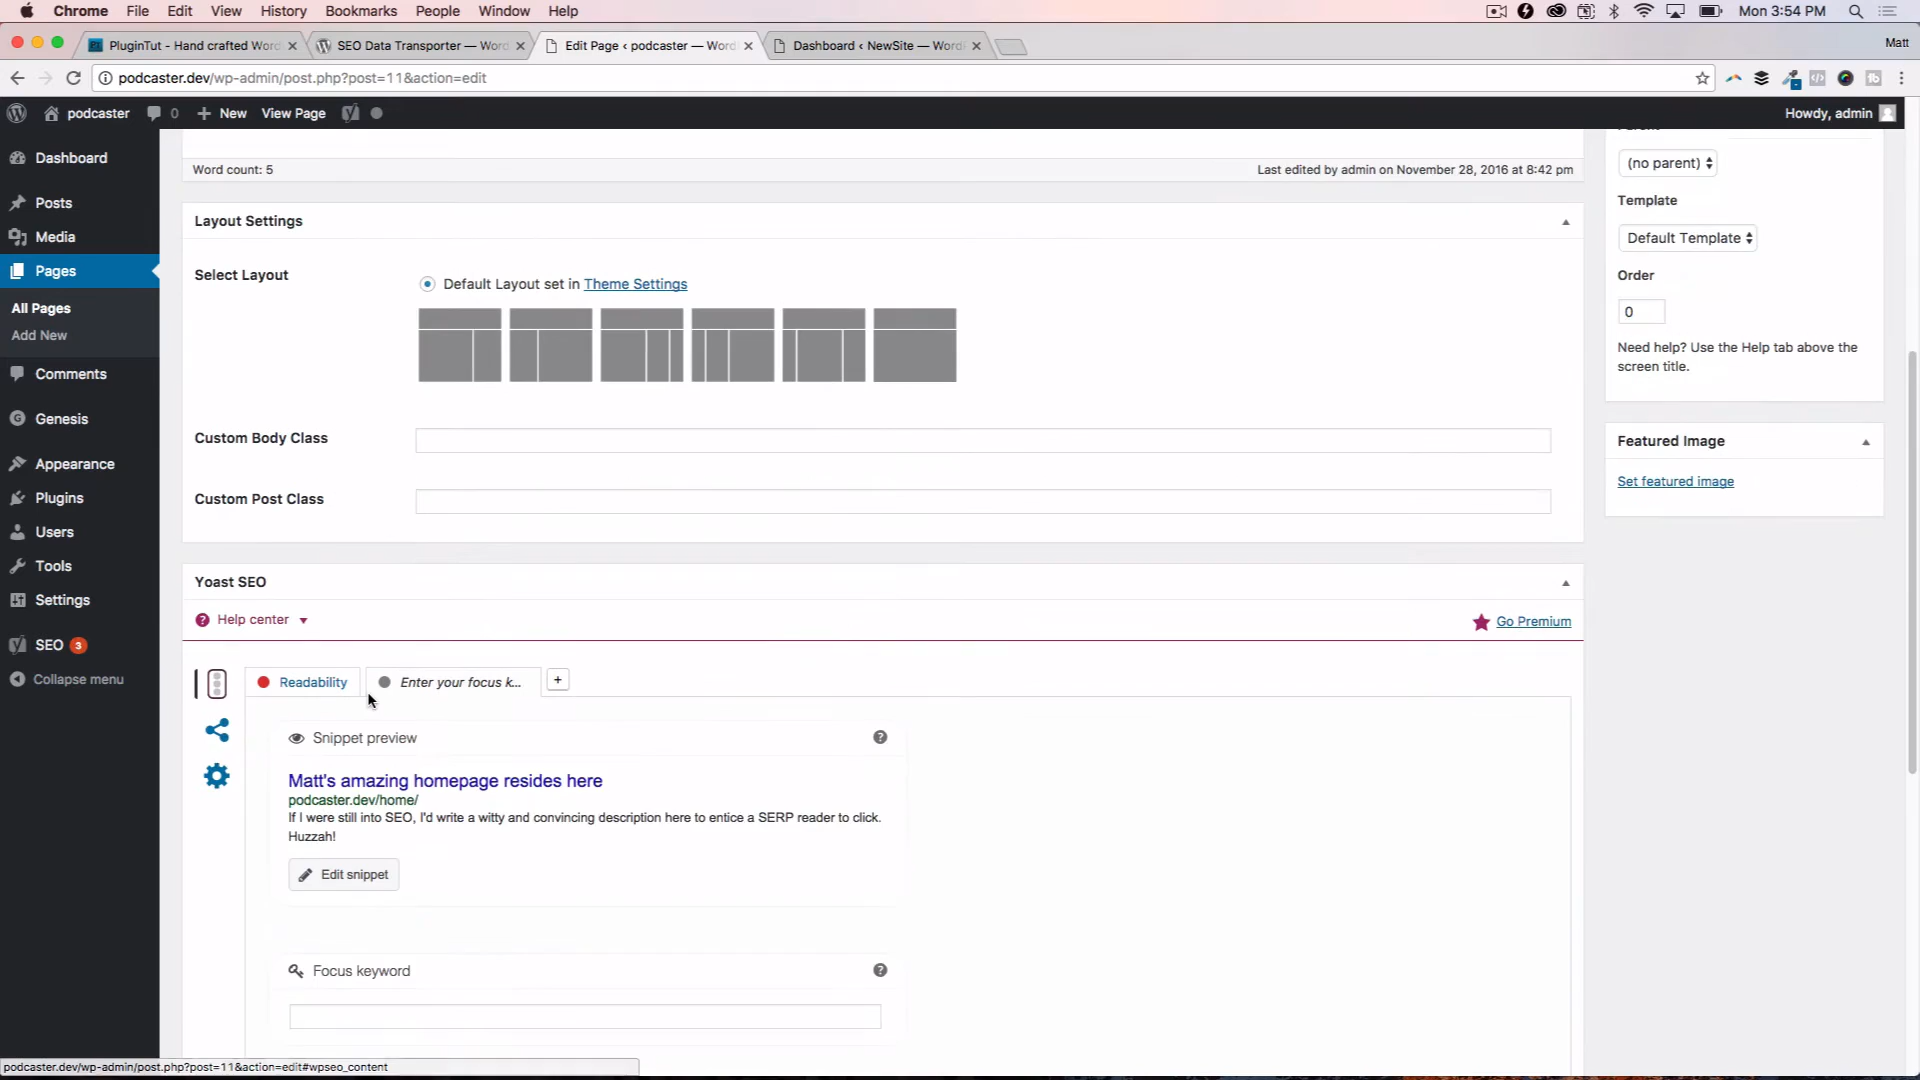 Chrome File Edit View History Bookmarks People Window Help Mon 3:54 PM
PluginTut - Hand crafted Word SEO Data Transporter — Word Edit Page ‹ podcaster — Word Dashboard ‹ NewSite — Word Matt
podcaster.dev/wp-admin/post.php?post=11&action=edit
podcaster 0 New View Page Howdy, admin
Dashboard
Posts
Media
Pages
All Pages
Add New
Comments
Genesis
Appearance
Plugins
Users
Tools
Settings
SEO 3
Collapse menu
Word count: 5 Last edited by admin on November 28, 2016 at 8:42 pm
Layout Settings
Select Layout
Default Layout set in Theme Settings
Custom Body Class
Custom Post Class
Yoast SEO
Help center Go Premium
Readability Enter your focus k... +
Snippet preview
Matt's amazing homepage resides here
podcaster.dev/home/
If I were still into SEO, I'd write a witty and convincing description here to entice a SERP reader to click.
Huzzah!
Edit snippet
Focus keyword
(no parent)
Template
Default Template
Order
0
Need help? Use the Help tab above the
screen title.
Featured Image
Set featured image
podcaster.dev/wp-admin/post.php?post=11&action=edit#wpseo_content